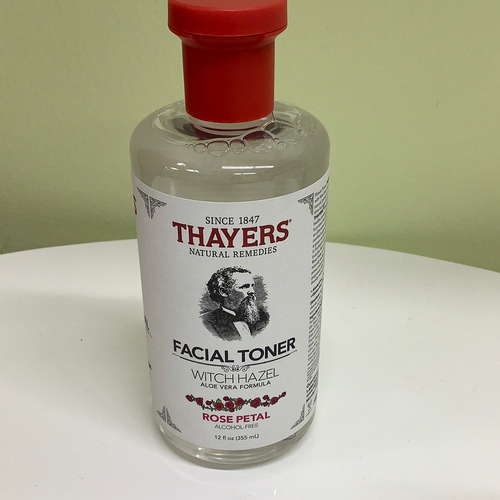 SINCE 1847
THAYERS®
NATURAL REMEDIES
FACIAL TONER
WITCH HAZEL
ALOE VERA FORMULA
ROSE PETAL
ALCOHOL-FREE
12 fl oz (355 mL)